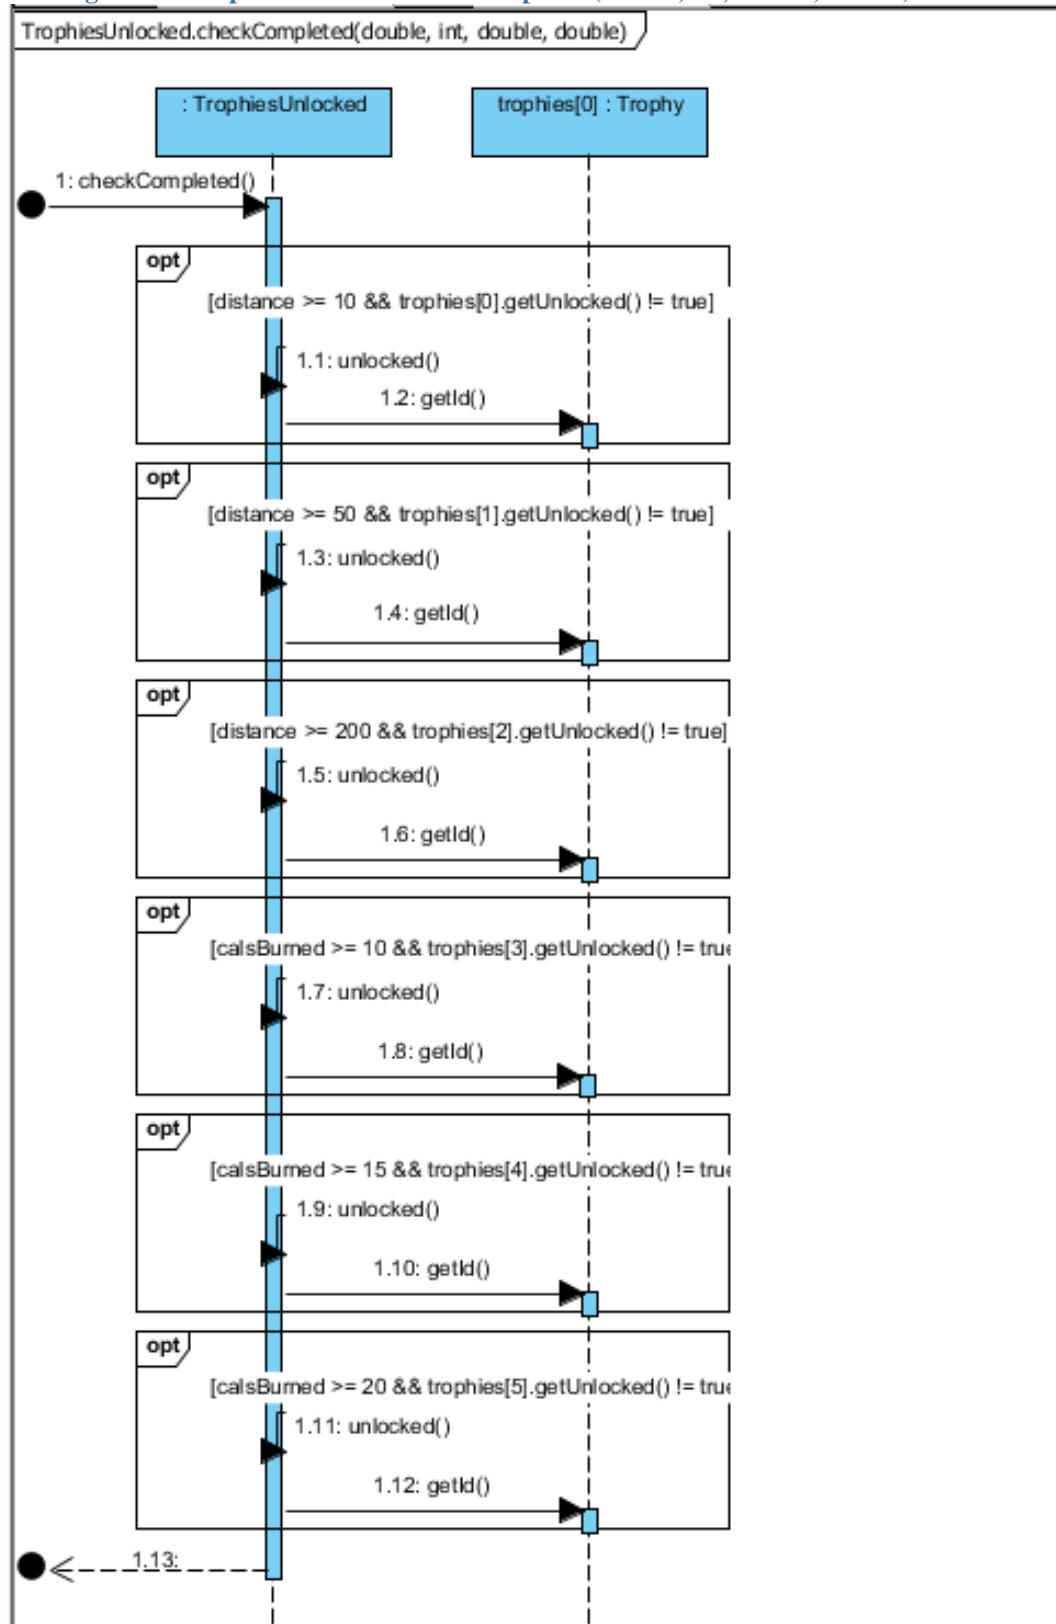 TrophiesUnlocked.checkCompleted(double, int, double, double)
: TrophiesUnlocked
trophies[0] : Trophy
1: checkCompleted()
opt
[distance >= 10 && trophies[0].getUnlocked() != true]
1.1: unlocked()
1.2: getId()
opt
[distance >= 50 && trophies[1].getUnlocked() != true]
1.3: unlocked()
1.4: getId()
opt
[distance >= 200 && trophies[2].getUnlocked() != true]
1.5: unlocked()
1.6: getId()
opt
[calsBurned >= 10 && trophies[3].getUnlocked() != true
1.7: unlocked()
1.8: getId()
opt
[calsBurned >= 15 && trophies[4].getUnlocked() != true
1.9: unlocked()
1.10: getId()
opt
[calsBurned >= 20 && trophies[5].getUnlocked() != true
1.11: unlocked()
1.12: getId()
1.13: